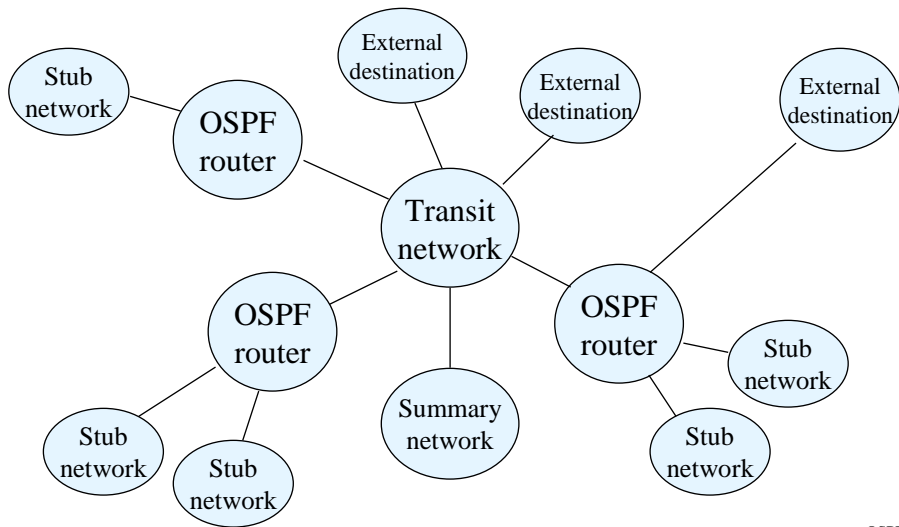 External
destination
Stub
network
External
destination
External
destination
OSPF
router
Transit
network
OSPF
router
OSPF
router
Stub
network
Summary
network
Stub
network
Stub
network
Stub
network